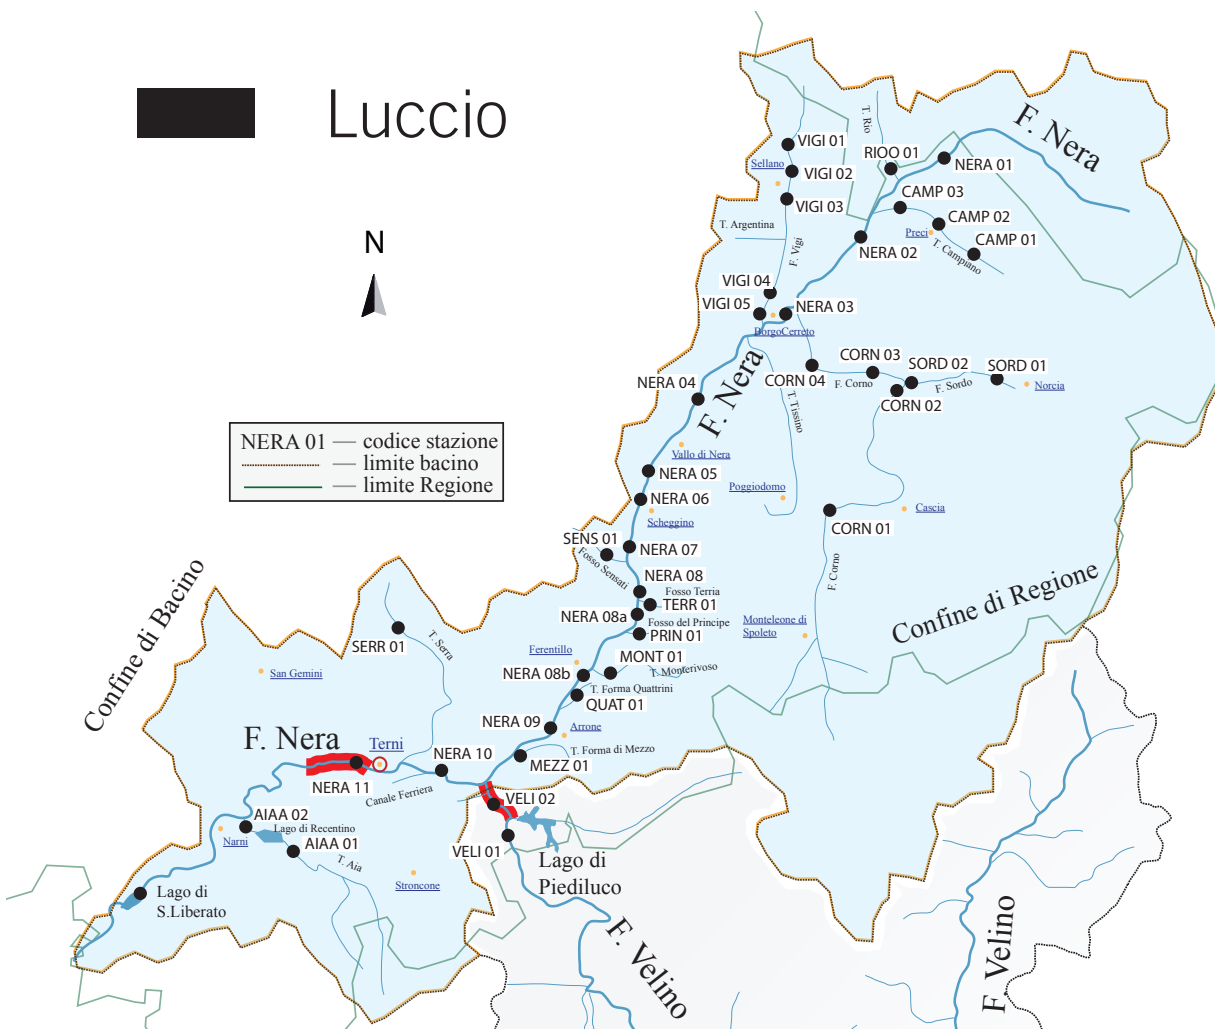 Luccio
N
NERA 01 — codice stazione
limite bacino
limite Regione
Confine di Bacino
Confine di Regione
F. Nera
F. Nera
F. Nera
F. Velino
F. Velino
VIGI 01
Sellano
VIGI 02
VIGI 03
T. Argentina
F. Vigi
VIGI 04
VIGI 05
T. Rio
RIOO 01
NERA 01
CAMP 03
CAMP 02
Preci
CAMP 01
T. Campiano
NERA 02
NERA 03
BorgoCerreto
CORN 03
SORD 02
SORD 01
CORN 04
F. Corno
F. Sordo
Norcia
CORN 02
NERA 04
T. Tissino
Vallo di Nera
NERA 05
Poggiodomo
NERA 06
Scheggino
Cascia
CORN 01
SENS 01
NERA 07
Fosso Sensati
F. Corno
NERA 08
Fosso Terria
TERR 01
NERA 08a
Fosso del Principe
PRIN 01
Monteleone di
Spoleto
SERR 01
T. Serra
Ferentillo
MONT 01
T. Monterivoso
San Gemini
NERA 08b
T. Forma Quattrini
QUAT 01
NERA 09
Arrone
Terni
NERA 10
T. Forma di Mezzo
MEZZ 01
NERA 11
Canale Ferriera
VELI 02
AIAA 02
Lago di Recentino
Narni
AIAA 01
VELI 01
T. Aia
Lago di
Piediluco
Stroncone
Lago di
S.Liberato